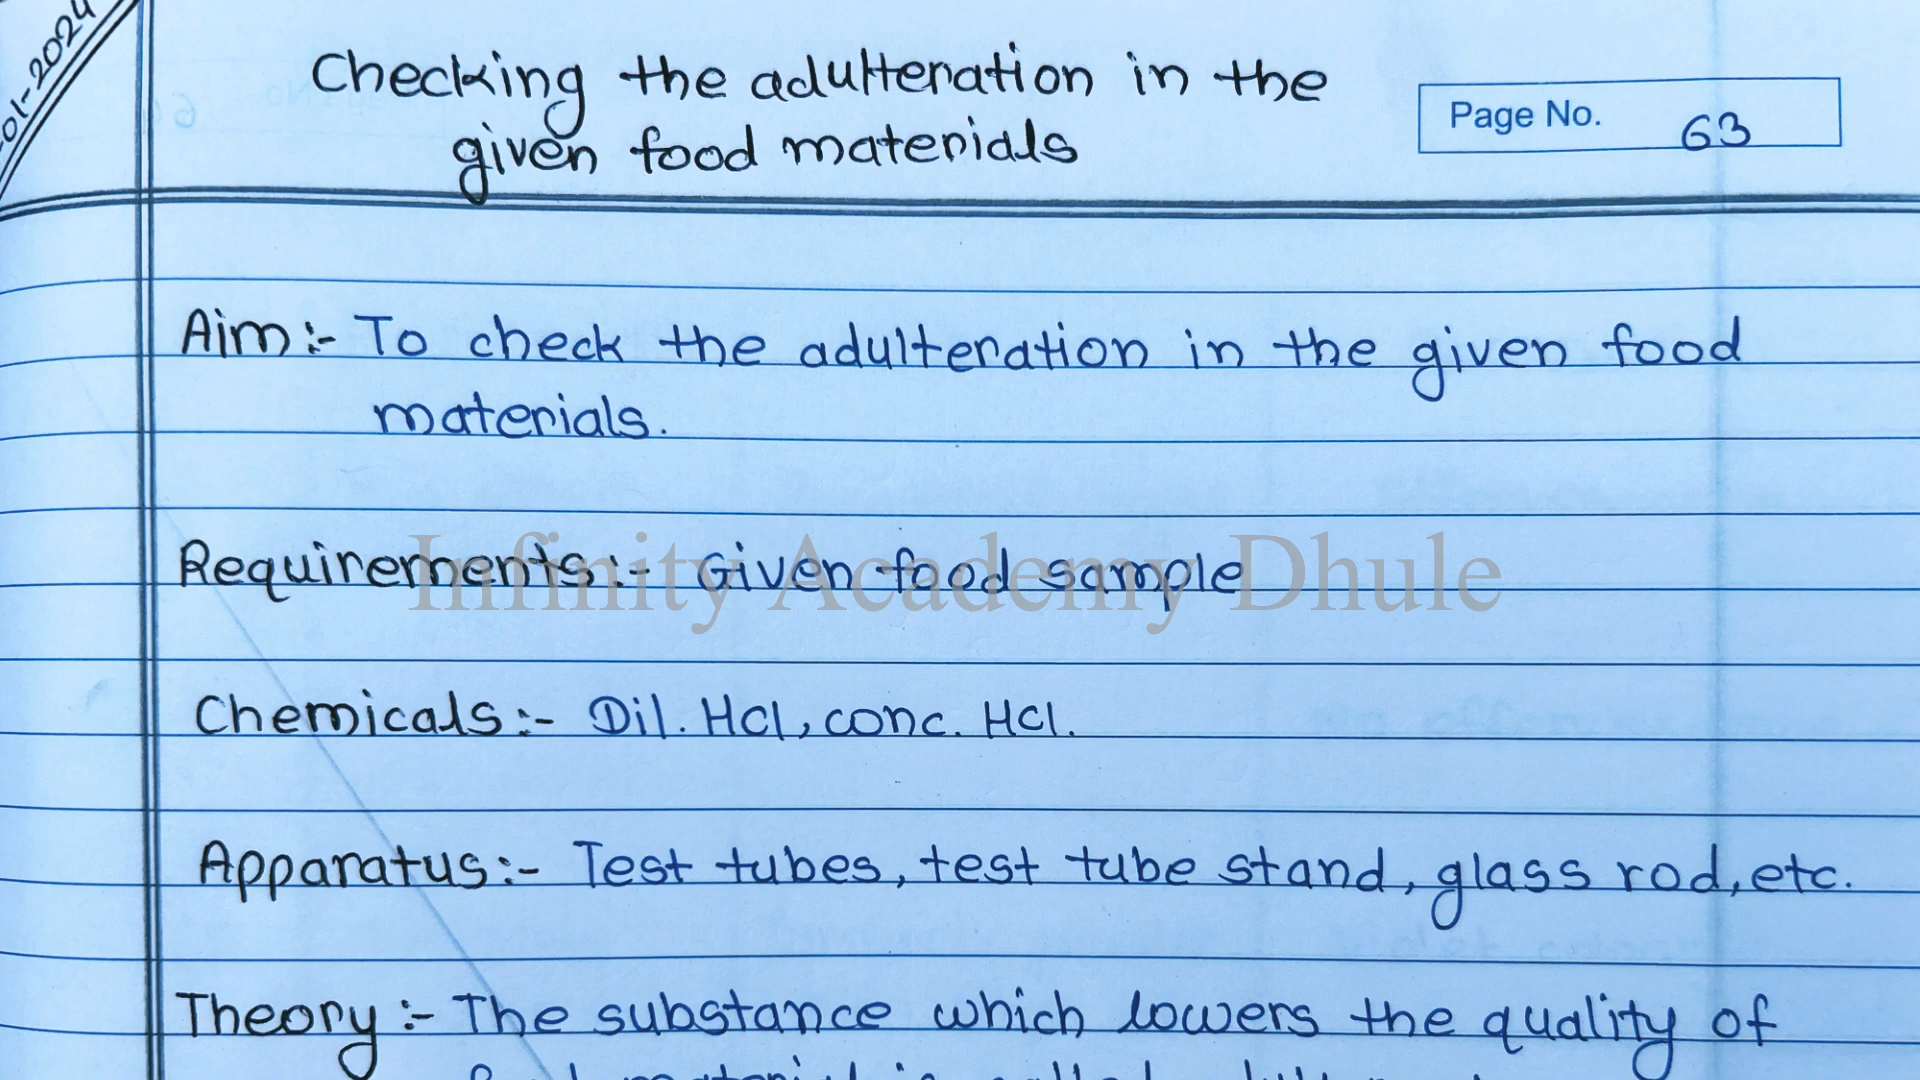 01-2024
Checking the adulteration in the
given food materials
Page No. 63
Aim:- To check the adulteration in the given food
materials.
Infinity Academy Dhule
Requirements:- Given food sample
Chemicals:- Dil. HCl, conc. HCl.
Apparatus:- Test tubes, test tube stand, glass rod, etc.
Theory:- The substance which lowers the quality of